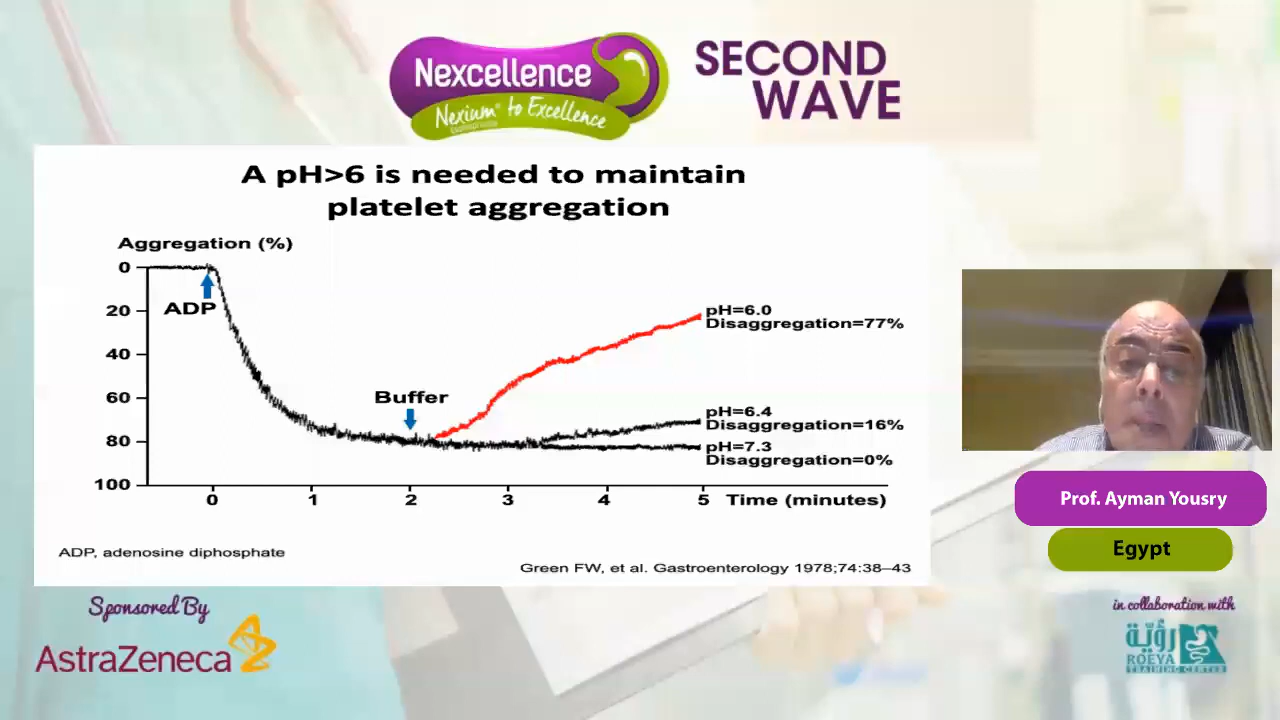 Nexcellence
Nexium® to Excellence
esomeprazole
SECOND
WAVE
A pH>6 is needed to maintain
platelet aggregation
Aggregation (%)
0
20
40
60
80
100
ADP
Buffer
pH=6.0
Disaggregation=77%
pH=6.4
Disaggregation=16%
pH=7.3
Disaggregation=0%
0 1 2 3 4 5 Time (minutes)
ADP, adenosine diphosphate
Green FW, et al. Gastroenterology 1978;74:38–43
Prof. Ayman Yousry
Egypt
Sponsored By
AstraZeneca
in collaboration with
رؤية
ROEYA
TRAINING CENTER